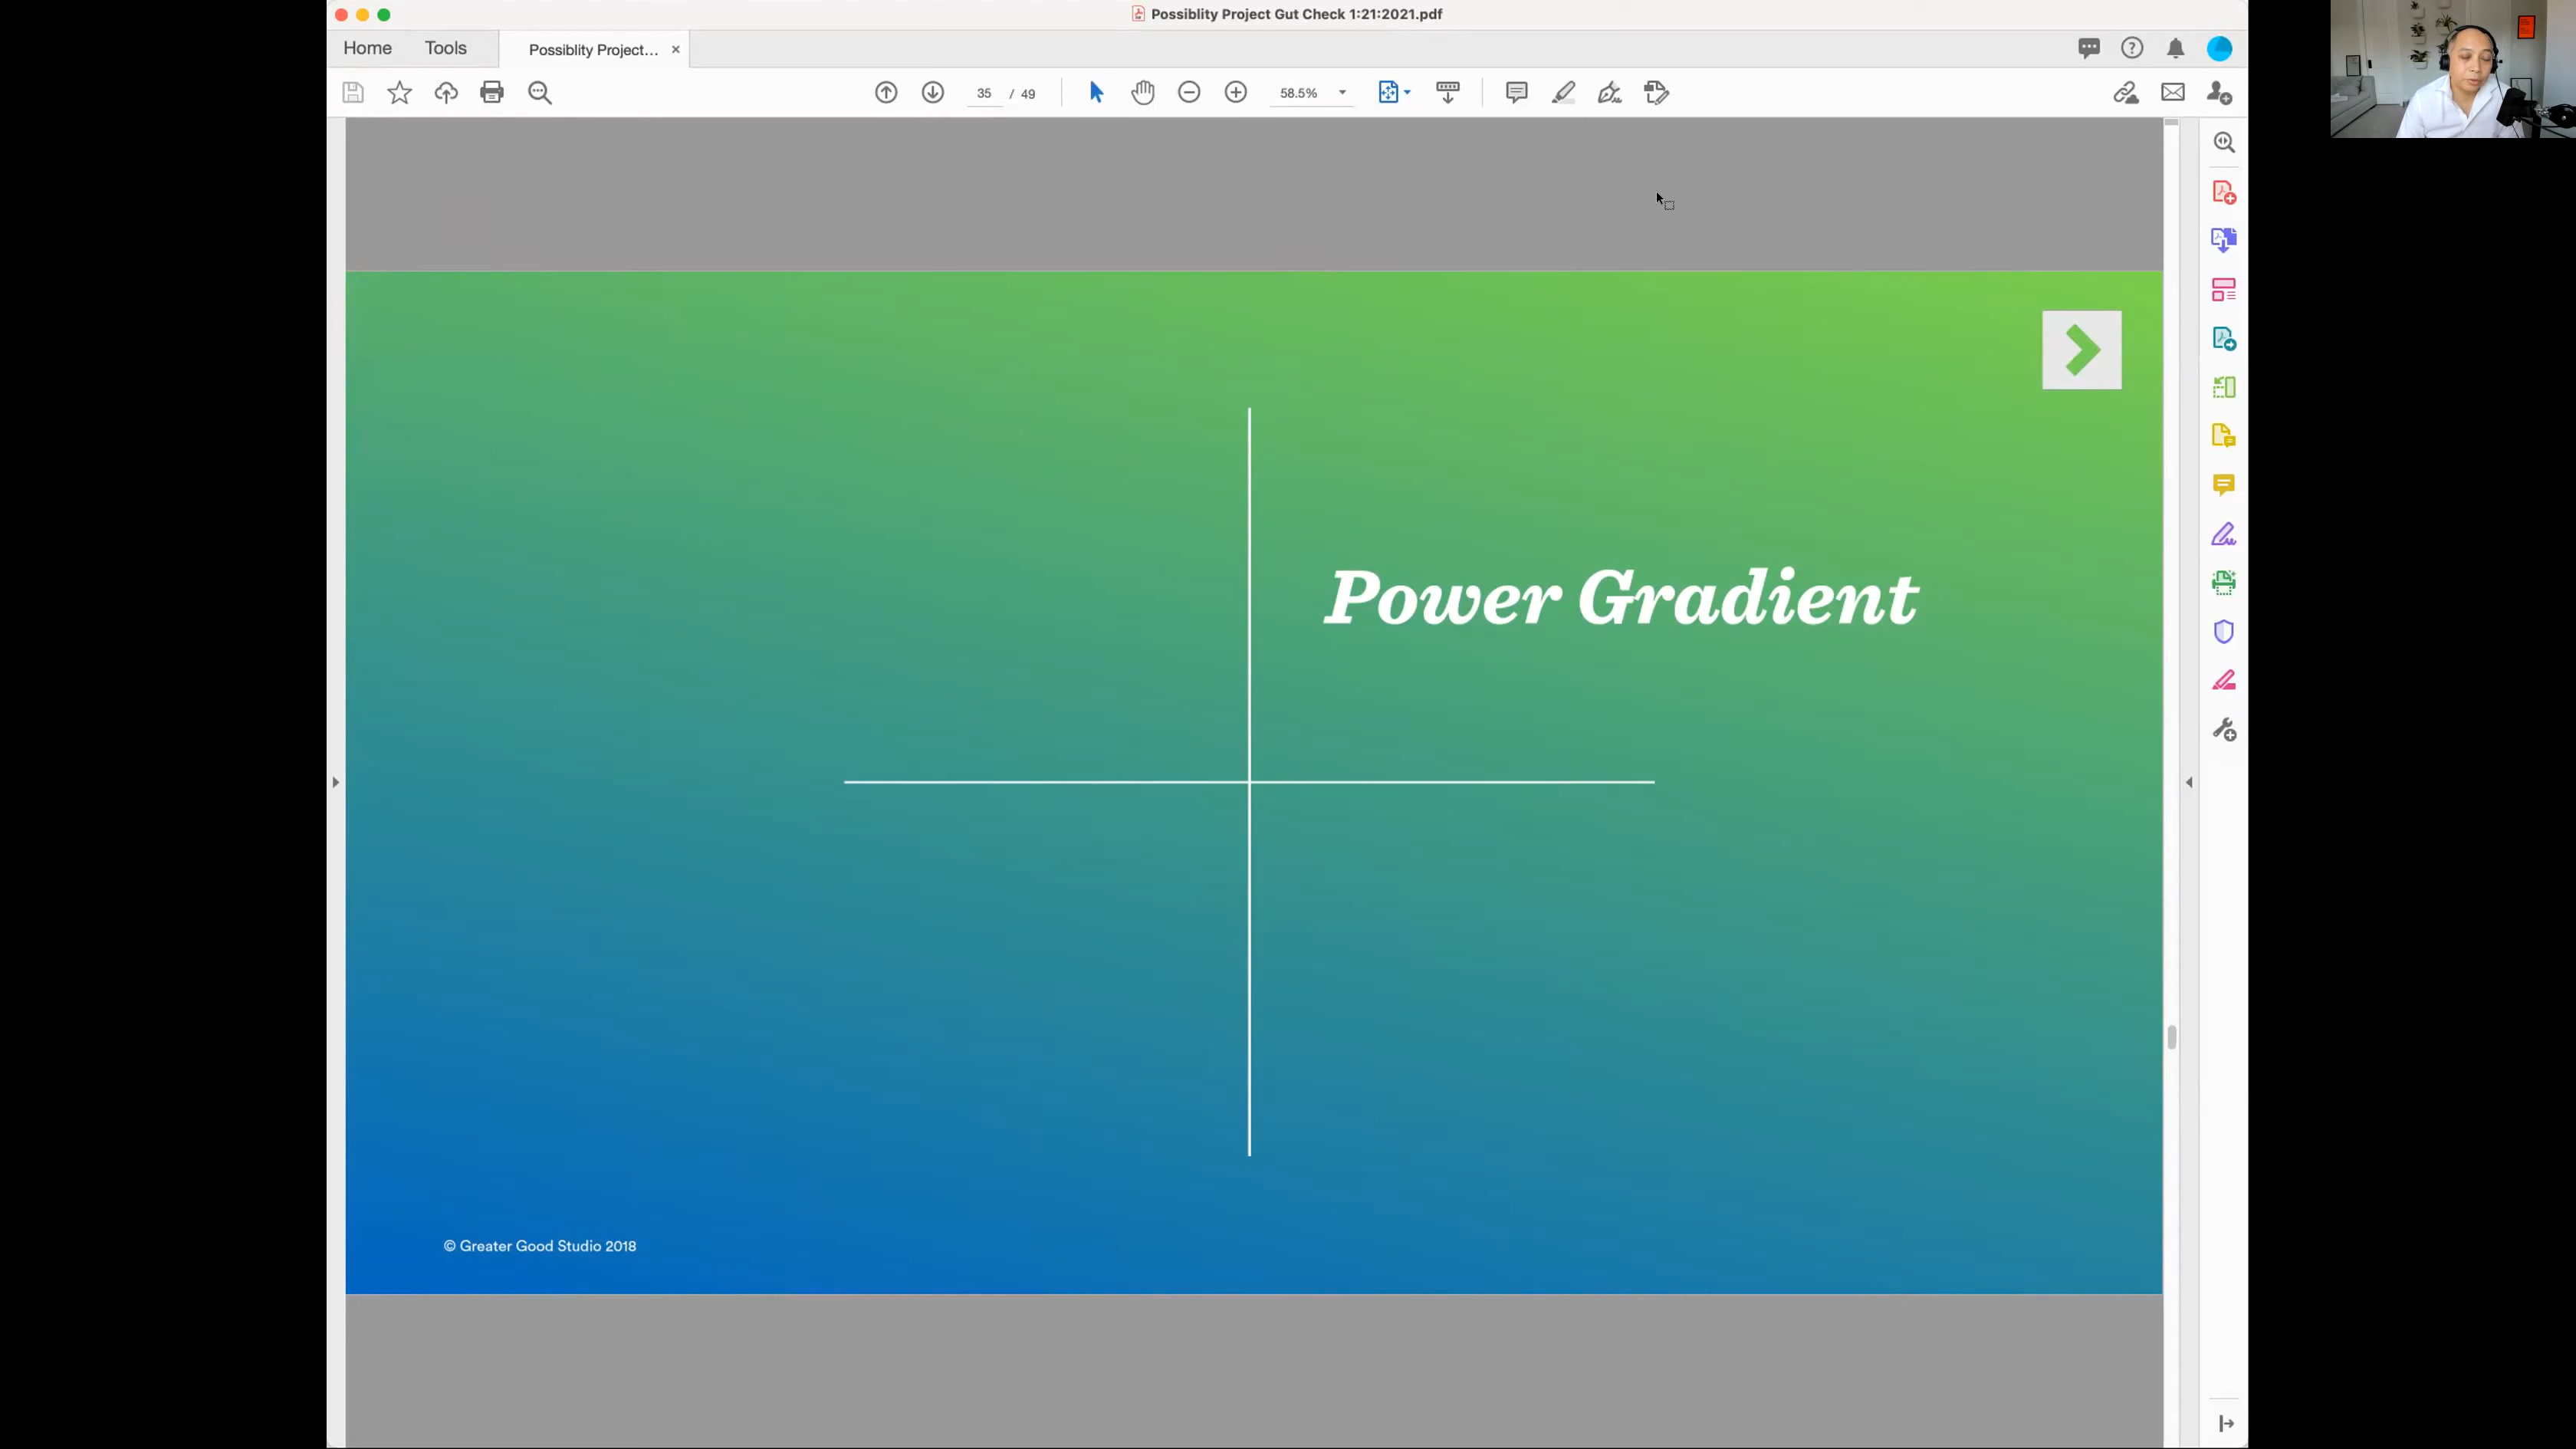 Possiblity Project Gut Check 1:21:2021.pdf
Home Tools Possiblity Project... ×
35 / 49 58.5%
Power Gradient
© Greater Good Studio 2018